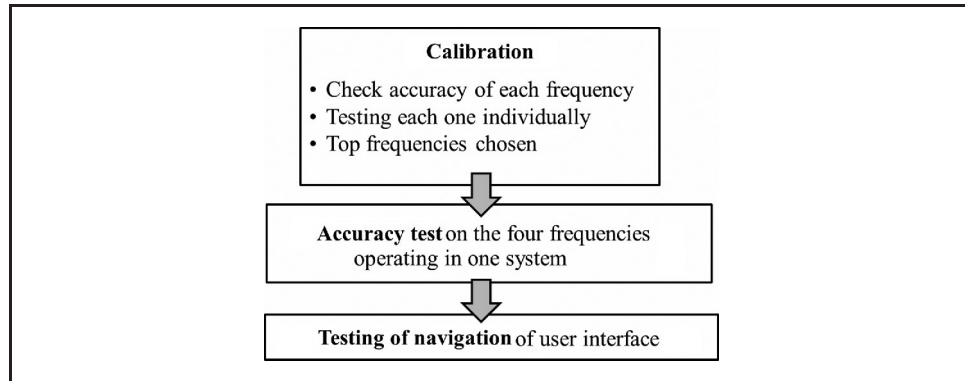 Calibration
• Check accuracy of each frequency
• Testing each one individually
• Top frequencies chosen
Accuracy test on the four frequencies
operating in one system
Testing of navigation of user interface